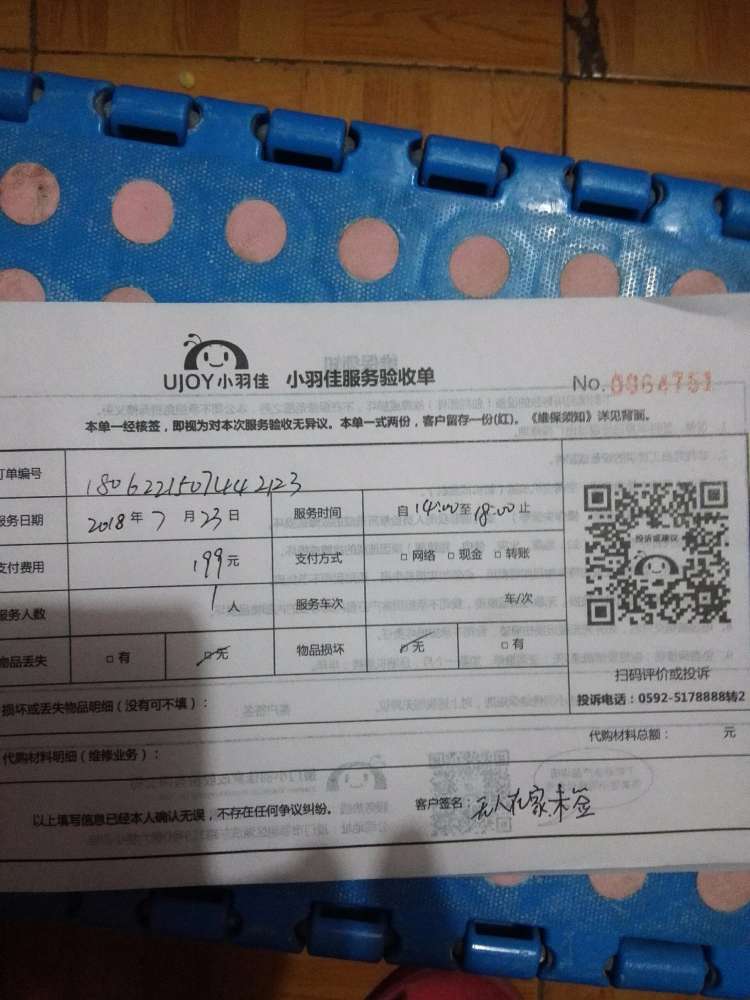 UJOY小羽佳 小羽佳服务验收单
No. 0064751
本单一经核签，即视为对本次服务验收无异议。本单一式两份，客户留存一份(红)。《维保须知》详见背面。
订单编号 1806221507442123
服务日期 2018年7月23日 服务时间 自14:00至18:00止
支付费用 199元 支付方式 □网络 □现金 □转账
服务人数 1人 服务车次 车/次
物品丢失 □有 □无 物品损坏 □无 □有
投诉或建议
扫码评价或投诉
投诉电话：0592-5178888转2
损坏或丢失物品明细（没有可不填）：
代购材料明细（维修业务）： 代购材料总额： 元
以上填写信息已经本人确认无误，不存在任何争议纠纷。 客户签名：无人在家未签